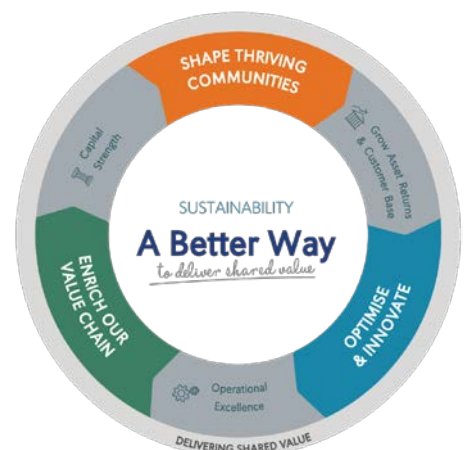 SHAPE THRIVING
COMMUNITIES
Grow Asset Returns
& Customer Base
OPTIMISE
& INNOVATE
Operational
Excellence
ENRICH OUR
VALUE CHAIN
Capital
Strength
SUSTAINABILITY
A Better Way
to deliver shared value
DELIVERING SHARED VALUE